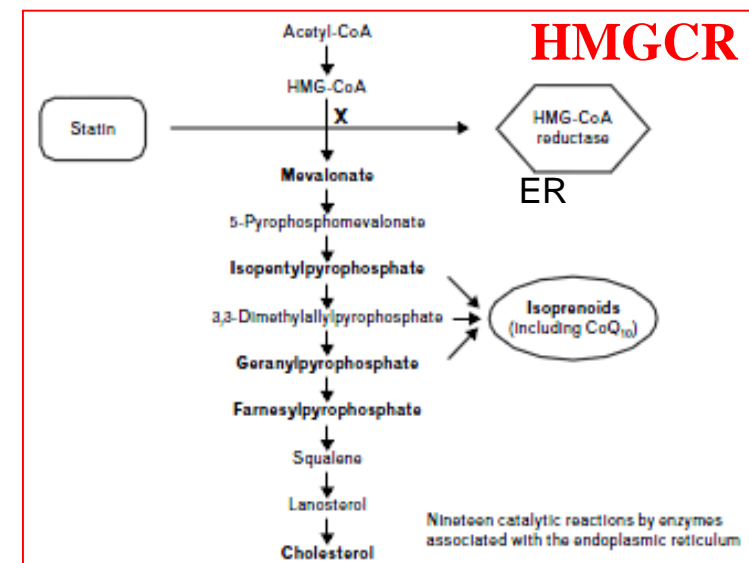 Acetyl-CoA
HMGCR
HMG-CoA
Statin
X
HMG-CoA
reductase
Mevalonate
ER
5-Pyrophosphomevalonate
Isopentylpyrophosphate
3,3-Dimethylallylpyrophosphate
Isoprenoids
(including CoQ10)
Geranylpyrophosphate
Farnesylpyrophosphate
Squalene
Lanosterol
Cholesterol
Nineteen catalytic reactions by enzymes
associated with the endoplasmic reticulum